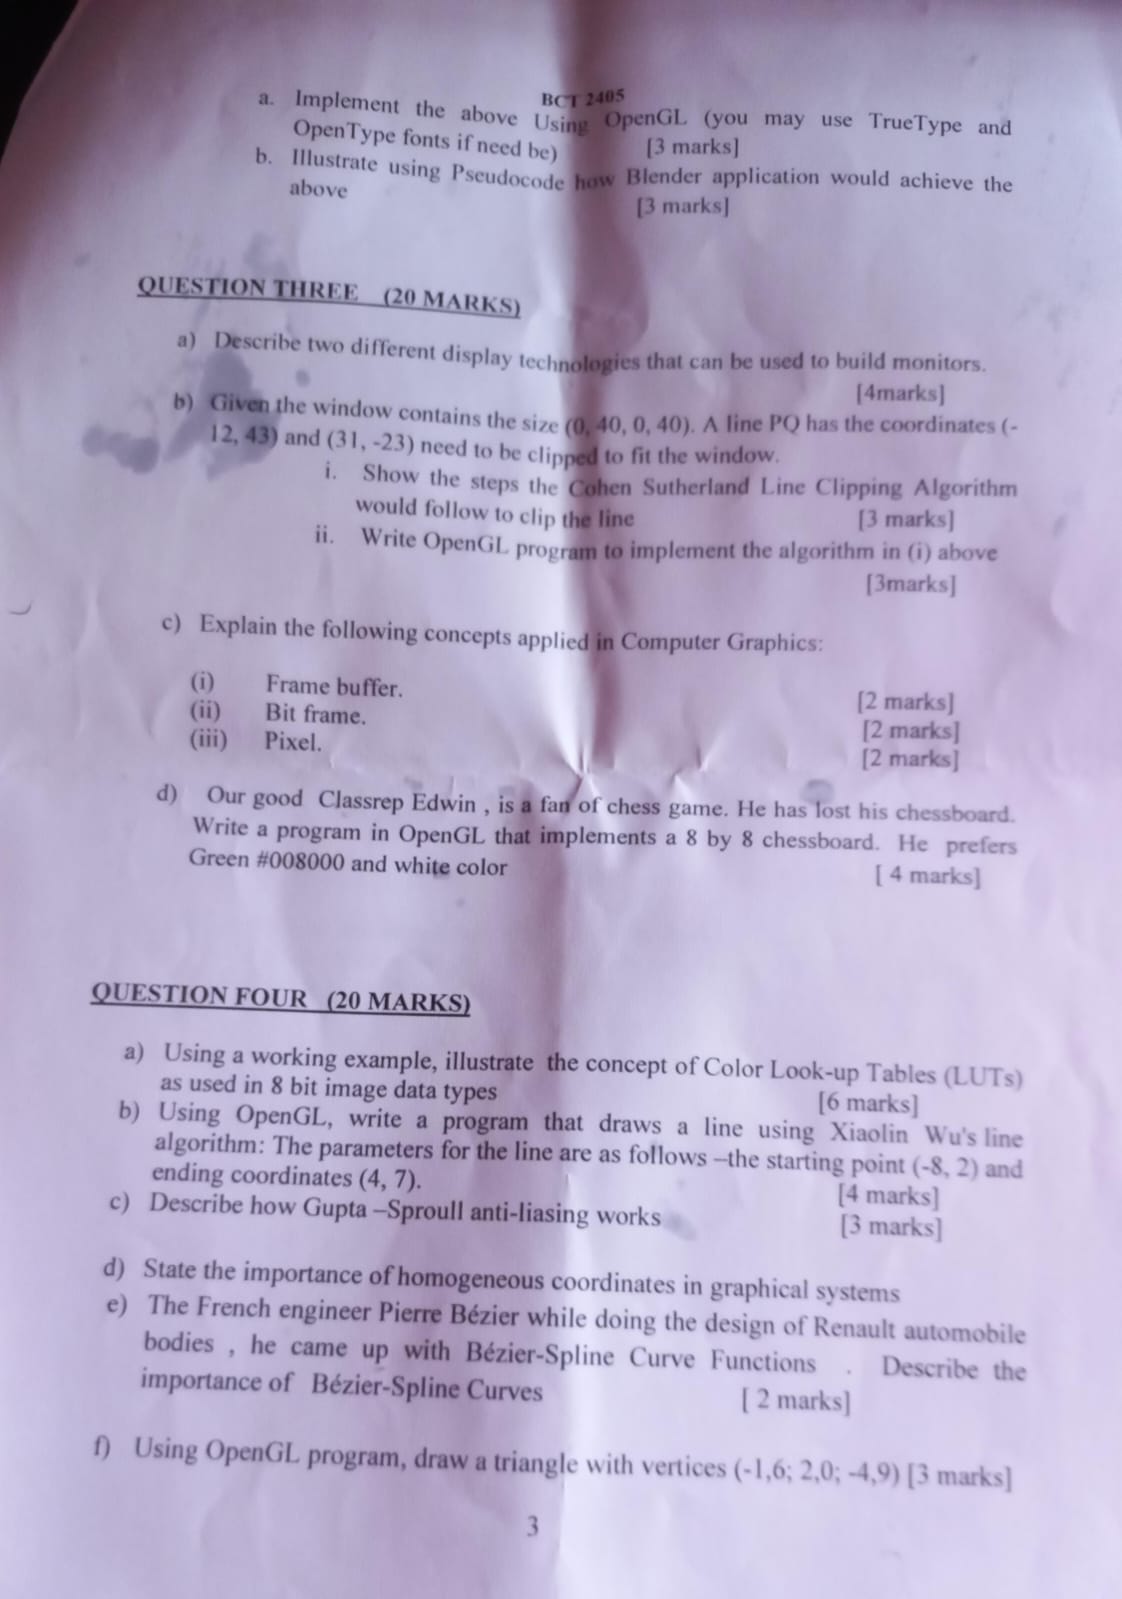 BCT 2405
a. Implement the above Using OpenGL (you may use TrueType and
OpenType fonts if need be) [3 marks]
b. Illustrate using Pseudocode how Blender application would achieve the
above [3 marks]
QUESTION THREE (20 MARKS)
a) Describe two different display technologies that can be used to build monitors.
[4marks]
b) Given the window contains the size (0, 40, 0, 40). A line PQ has the coordinates (-
12, 43) and (31, -23) need to be clipped to fit the window.
i. Show the steps the Cohen Sutherland Line Clipping Algorithm
would follow to clip the line [3 marks]
ii. Write OpenGL program to implement the algorithm in (i) above
[3marks]
c) Explain the following concepts applied in Computer Graphics:
(i) Frame buffer. [2 marks]
(ii) Bit frame. [2 marks]
(iii) Pixel. [2 marks]
d) Our good Classrep Edwin , is a fan of chess game. He has lost his chessboard.
Write a program in OpenGL that implements a 8 by 8 chessboard. He prefers
Green #008000 and white color [ 4 marks]
QUESTION FOUR (20 MARKS)
a) Using a working example, illustrate the concept of Color Look-up Tables (LUTs)
as used in 8 bit image data types [6 marks]
b) Using OpenGL, write a program that draws a line using Xiaolin Wu's line
algorithm: The parameters for the line are as follows –the starting point (-8, 2) and
ending coordinates (4, 7). [4 marks]
c) Describe how Gupta –Sproull anti-liasing works [3 marks]
d) State the importance of homogeneous coordinates in graphical systems
e) The French engineer Pierre Bézier while doing the design of Renault automobile
bodies , he came up with Bézier-Spline Curve Functions . Describe the
importance of Bézier-Spline Curves [ 2 marks]
f) Using OpenGL program, draw a triangle with vertices (-1,6; 2,0; -4,9) [3 marks]
3